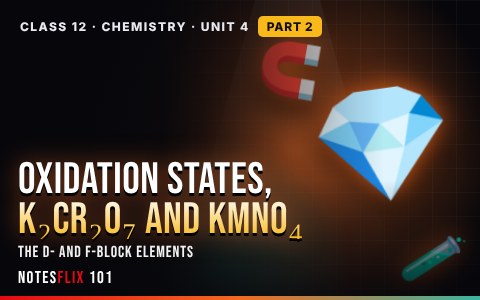 CLASS 12 · CHEMISTRY · UNIT 4 PART 2
OXIDATION STATES,
K₂CR₂O₇ AND KMNO₄
THE D- AND F-BLOCK ELEMENTS
NOTESFLIX 101